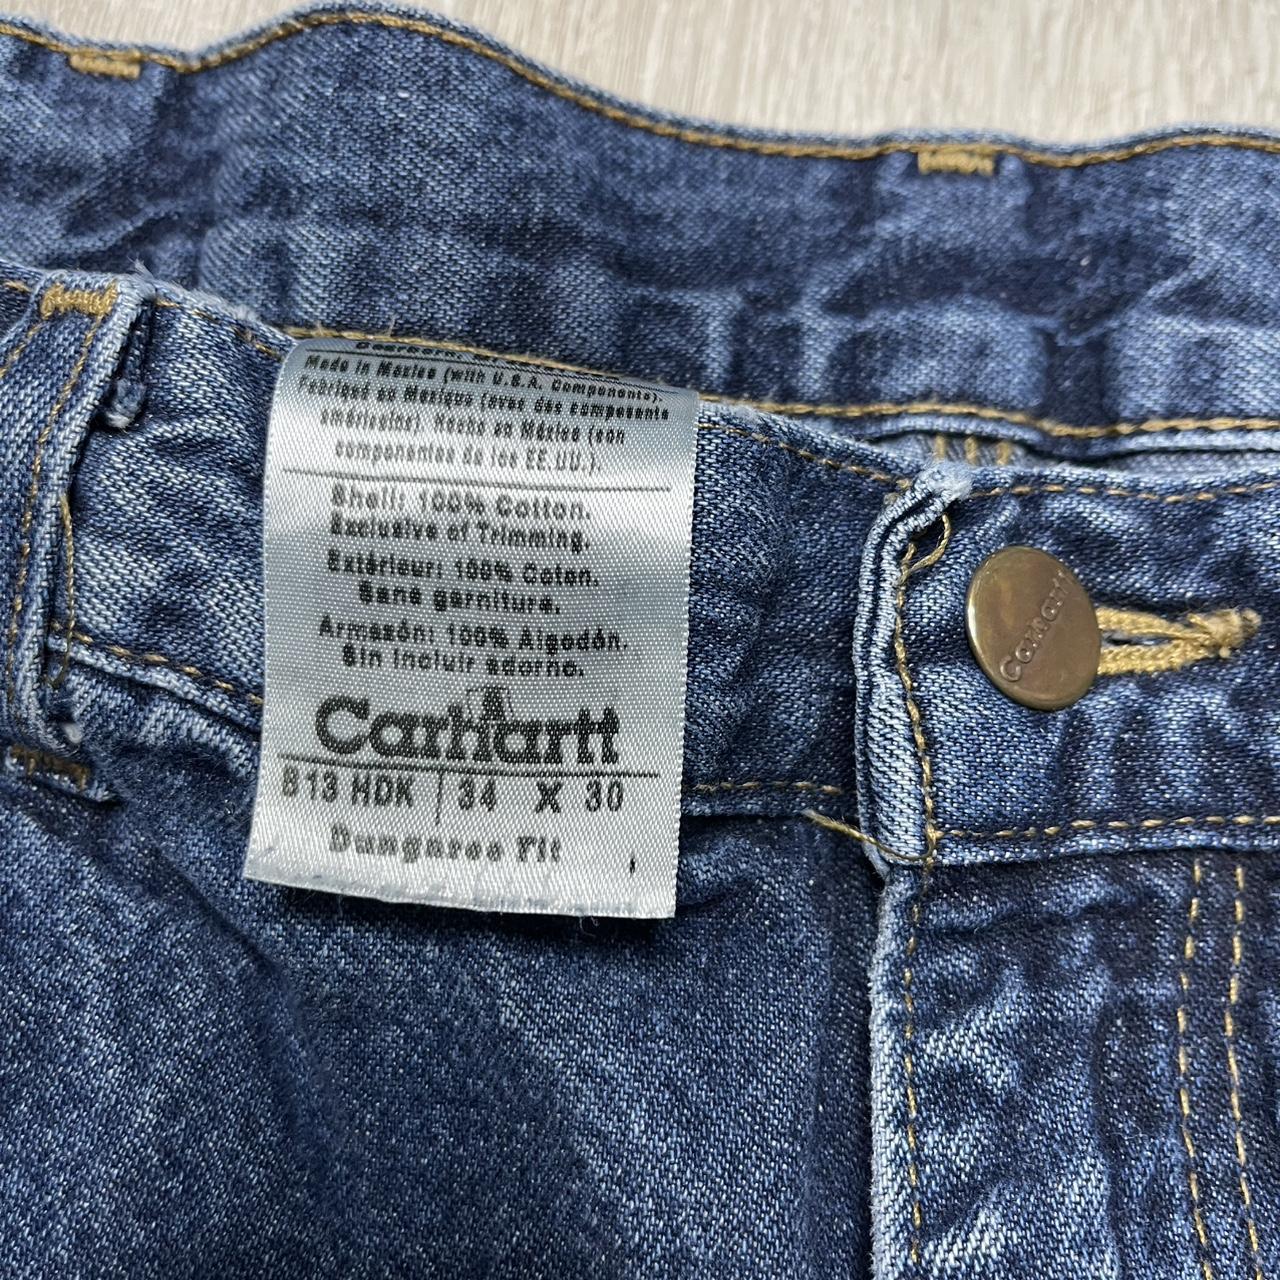 Made in Mexico (with U.S.A. Components).
Fabriqué au Mexique (avec des composants
américains). Hecho en México (con
componentes de los EE.UU.).
Shell: 100% Cotton.
Exclusive of Trimming.
Extérieur: 100% Coton.
Sans garniture.
Armazón: 100% Algodón.
Sin incluir adorno.
Carhartt
B13 HDK | 34 X 30
Dungaree Fit
Carhartt